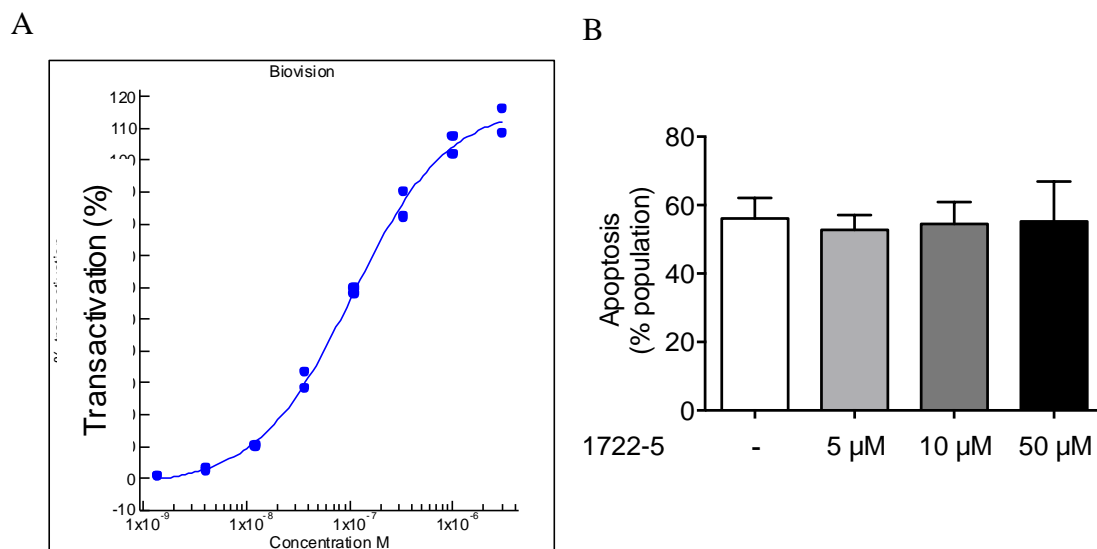 A
Biovision
120
110
100
0
-10
Transactivation (%)
1x10-9
1x10-8
1x10-7
1x10-6
Concentration M
B
80
60
40
20
0
Apoptosis
(% population)
1722-5
-
5 µM
10 µM
50 µM